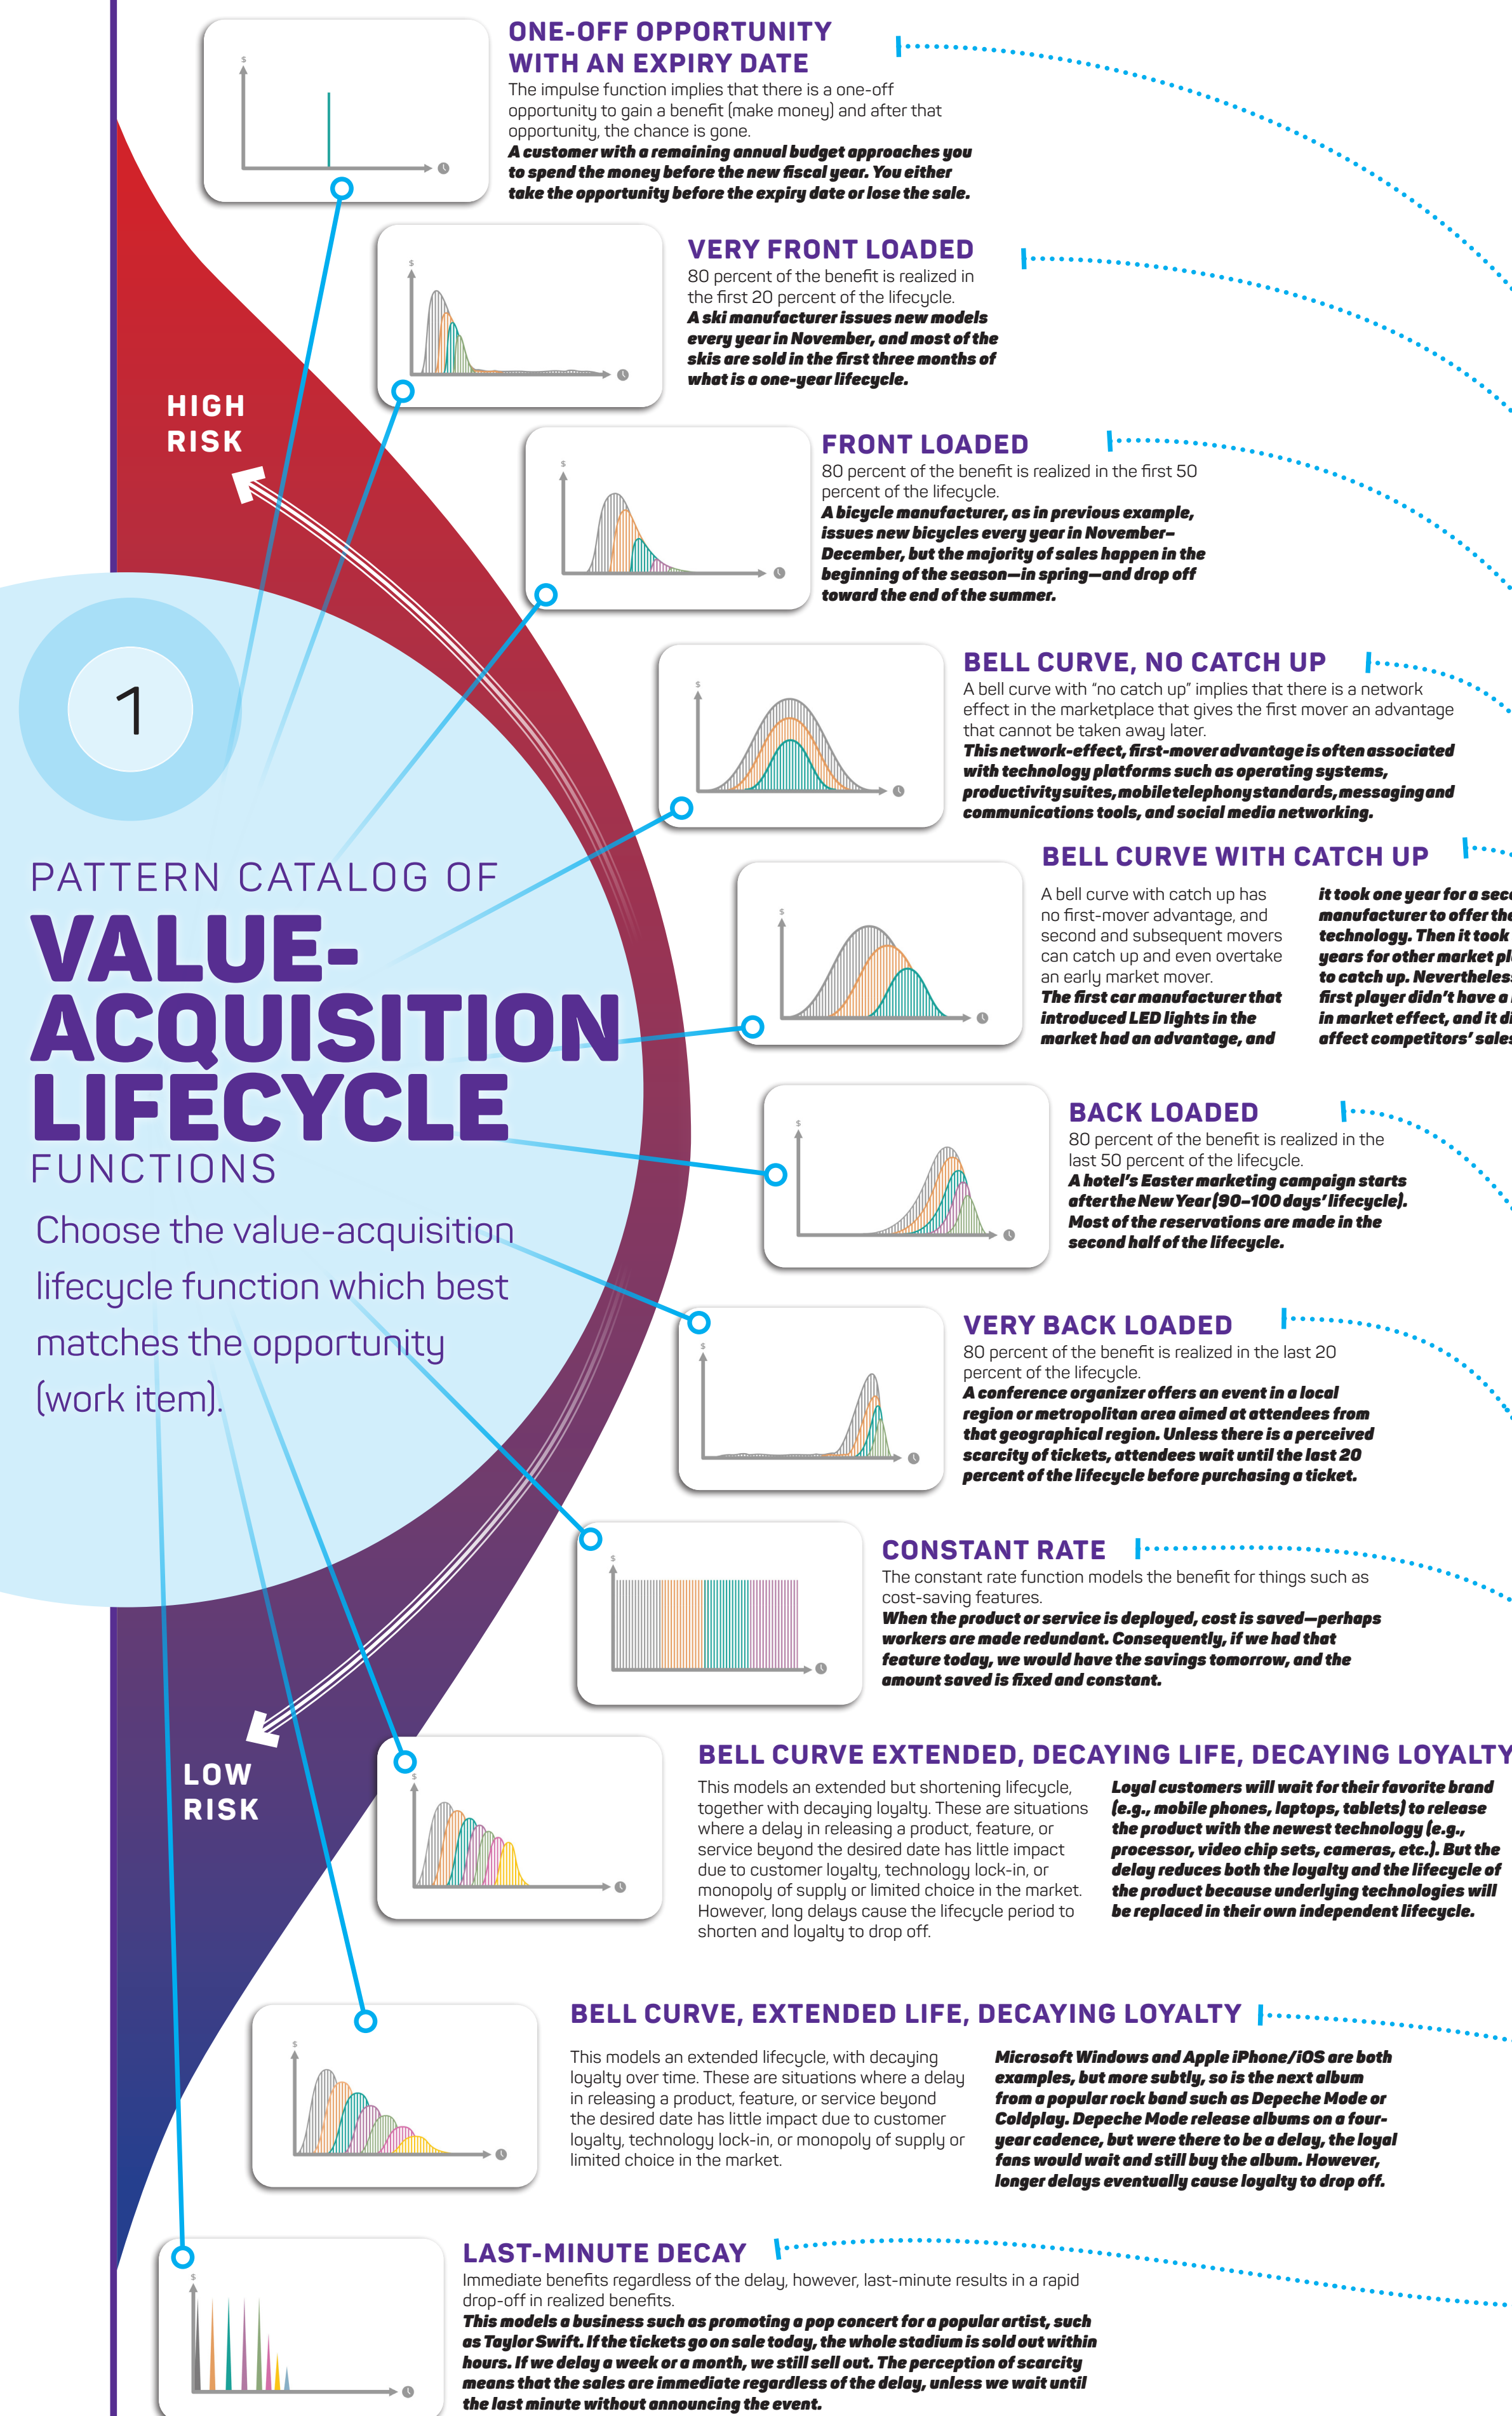 ONE-OFF OPPORTUNITY
WITH AN EXPIRY DATE
The impulse function implies that there is a one-off
opportunity to gain a benefit (make money) and after that
opportunity, the chance is gone.
A customer with a remaining annual budget approaches you
to spend the money before the new fiscal year. You either
take the opportunity before the expiry date or lose the sale.
$
VERY FRONT LOADED
80 percent of the benefit is realized in
the first 20 percent of the lifecycle.
A ski manufacturer issues new models
every year in November, and most of the
skis are sold in the first three months of
what is a one-year lifecycle.
$
HIGH
RISK
FRONT LOADED
80 percent of the benefit is realized in the first 50
percent of the lifecycle.
A bicycle manufacturer, as in previous example,
issues new bicycles every year in November–
December, but the majority of sales happen in the
beginning of the season—in spring—and drop off
toward the end of the summer.
$
1
PATTERN CATALOG OF
VALUE-
ACQUISITION
LIFECYCLE
FUNCTIONS
Choose the value-acquisition
lifecycle function which best
matches the opportunity
(work item).
BELL CURVE, NO CATCH UP
A bell curve with “no catch up” implies that there is a network
effect in the marketplace that gives the first mover an advantage
that cannot be taken away later.
This network-effect, first-mover advantage is often associated
with technology platforms such as operating systems,
productivity suites, mobile telephony standards, messaging and
communications tools, and social media networking.
$
BELL CURVE WITH CATCH UP
A bell curve with catch up has
no first-mover advantage, and
second and subsequent movers
can catch up and even overtake
an early market mover.
The first car manufacturer that
introduced LED lights in the
market had an advantage, and
it took one year for a
manufacturer to offer
technology. Then it took
years for other market
to catch up.
first player didn’t have a
in market effect, and it
affect competitors’
$
BACK LOADED
80 percent of the benefit is realized in the
last 50 percent of the lifecycle.
A hotel’s Easter marketing campaign starts
after the New Year (90–100 days’ lifecycle).
Most of the reservations are made in the
second half of the lifecycle.
$
VERY BACK LOADED
80 percent of the benefit is realized in the last 20
percent of the lifecycle.
A conference organizer offers an event in a local
region or metropolitan area aimed at attendees from
that geographical region. Unless there is a perceived
scarcity of tickets, attendees wait until the last 20
percent of the lifecycle before purchasing a ticket.
$
CONSTANT RATE
The constant rate function models the benefit for things such as
cost-saving features.
When the product or service is deployed, cost is saved—perhaps
workers are made redundant. Consequently, if we had that
feature today, we would have the savings tomorrow, and the
amount saved is fixed and constant.
$
LOW
RISK
BELL CURVE EXTENDED, DECAYING LIFE, DECAYING LOYALTY
This models an extended but shortening lifecycle,
together with decaying loyalty. These are situations
where a delay in releasing a product, feature, or
service beyond the desired date has little impact
due to customer loyalty, technology lock-in, or
monopoly of supply or limited choice in the market.
However, long delays cause the lifecycle period to
shorten and loyalty to drop off.
Loyal customers will wait for their favorite brand
(e.g., mobile phones, laptops, tablets) to release
the product with the newest technology (e.g.,
processor, video chip sets, cameras, etc.). But the
delay reduces both the loyalty and the lifecycle of
the product because underlying technologies will
be replaced in their own independent lifecycle.
$
BELL CURVE, EXTENDED LIFE, DECAYING LOYALTY
This models an extended lifecycle, with decaying
loyalty over time. These are situations where a delay
in releasing a product, feature, or service beyond
the desired date has little impact due to customer
loyalty, technology lock-in, or monopoly of supply or
limited choice in the market.
Microsoft Windows and Apple iPhone/iOS are both
examples, but more subtly, so is the next album
from a popular rock band such as Depeche Mode or
Coldplay. Depeche Mode release albums on a four-
year cadence, but were there to be a delay, the loyal
fans would wait and still buy the album. However,
longer delays eventually cause loyalty to drop off.
$
LAST-MINUTE DECAY
Immediate benefits regardless of the delay, however, last-minute results in a rapid
drop-off in realized benefits.
This models a business such as promoting a pop concert for a popular artist, such
as Taylor Swift. If the tickets go on sale today, the whole stadium is sold out within
hours. If we delay a week or a month, we still sell out. The perception of scarcity
means that the sales are immediate regardless of the delay, unless we wait until
the last minute without announcing the event.
$